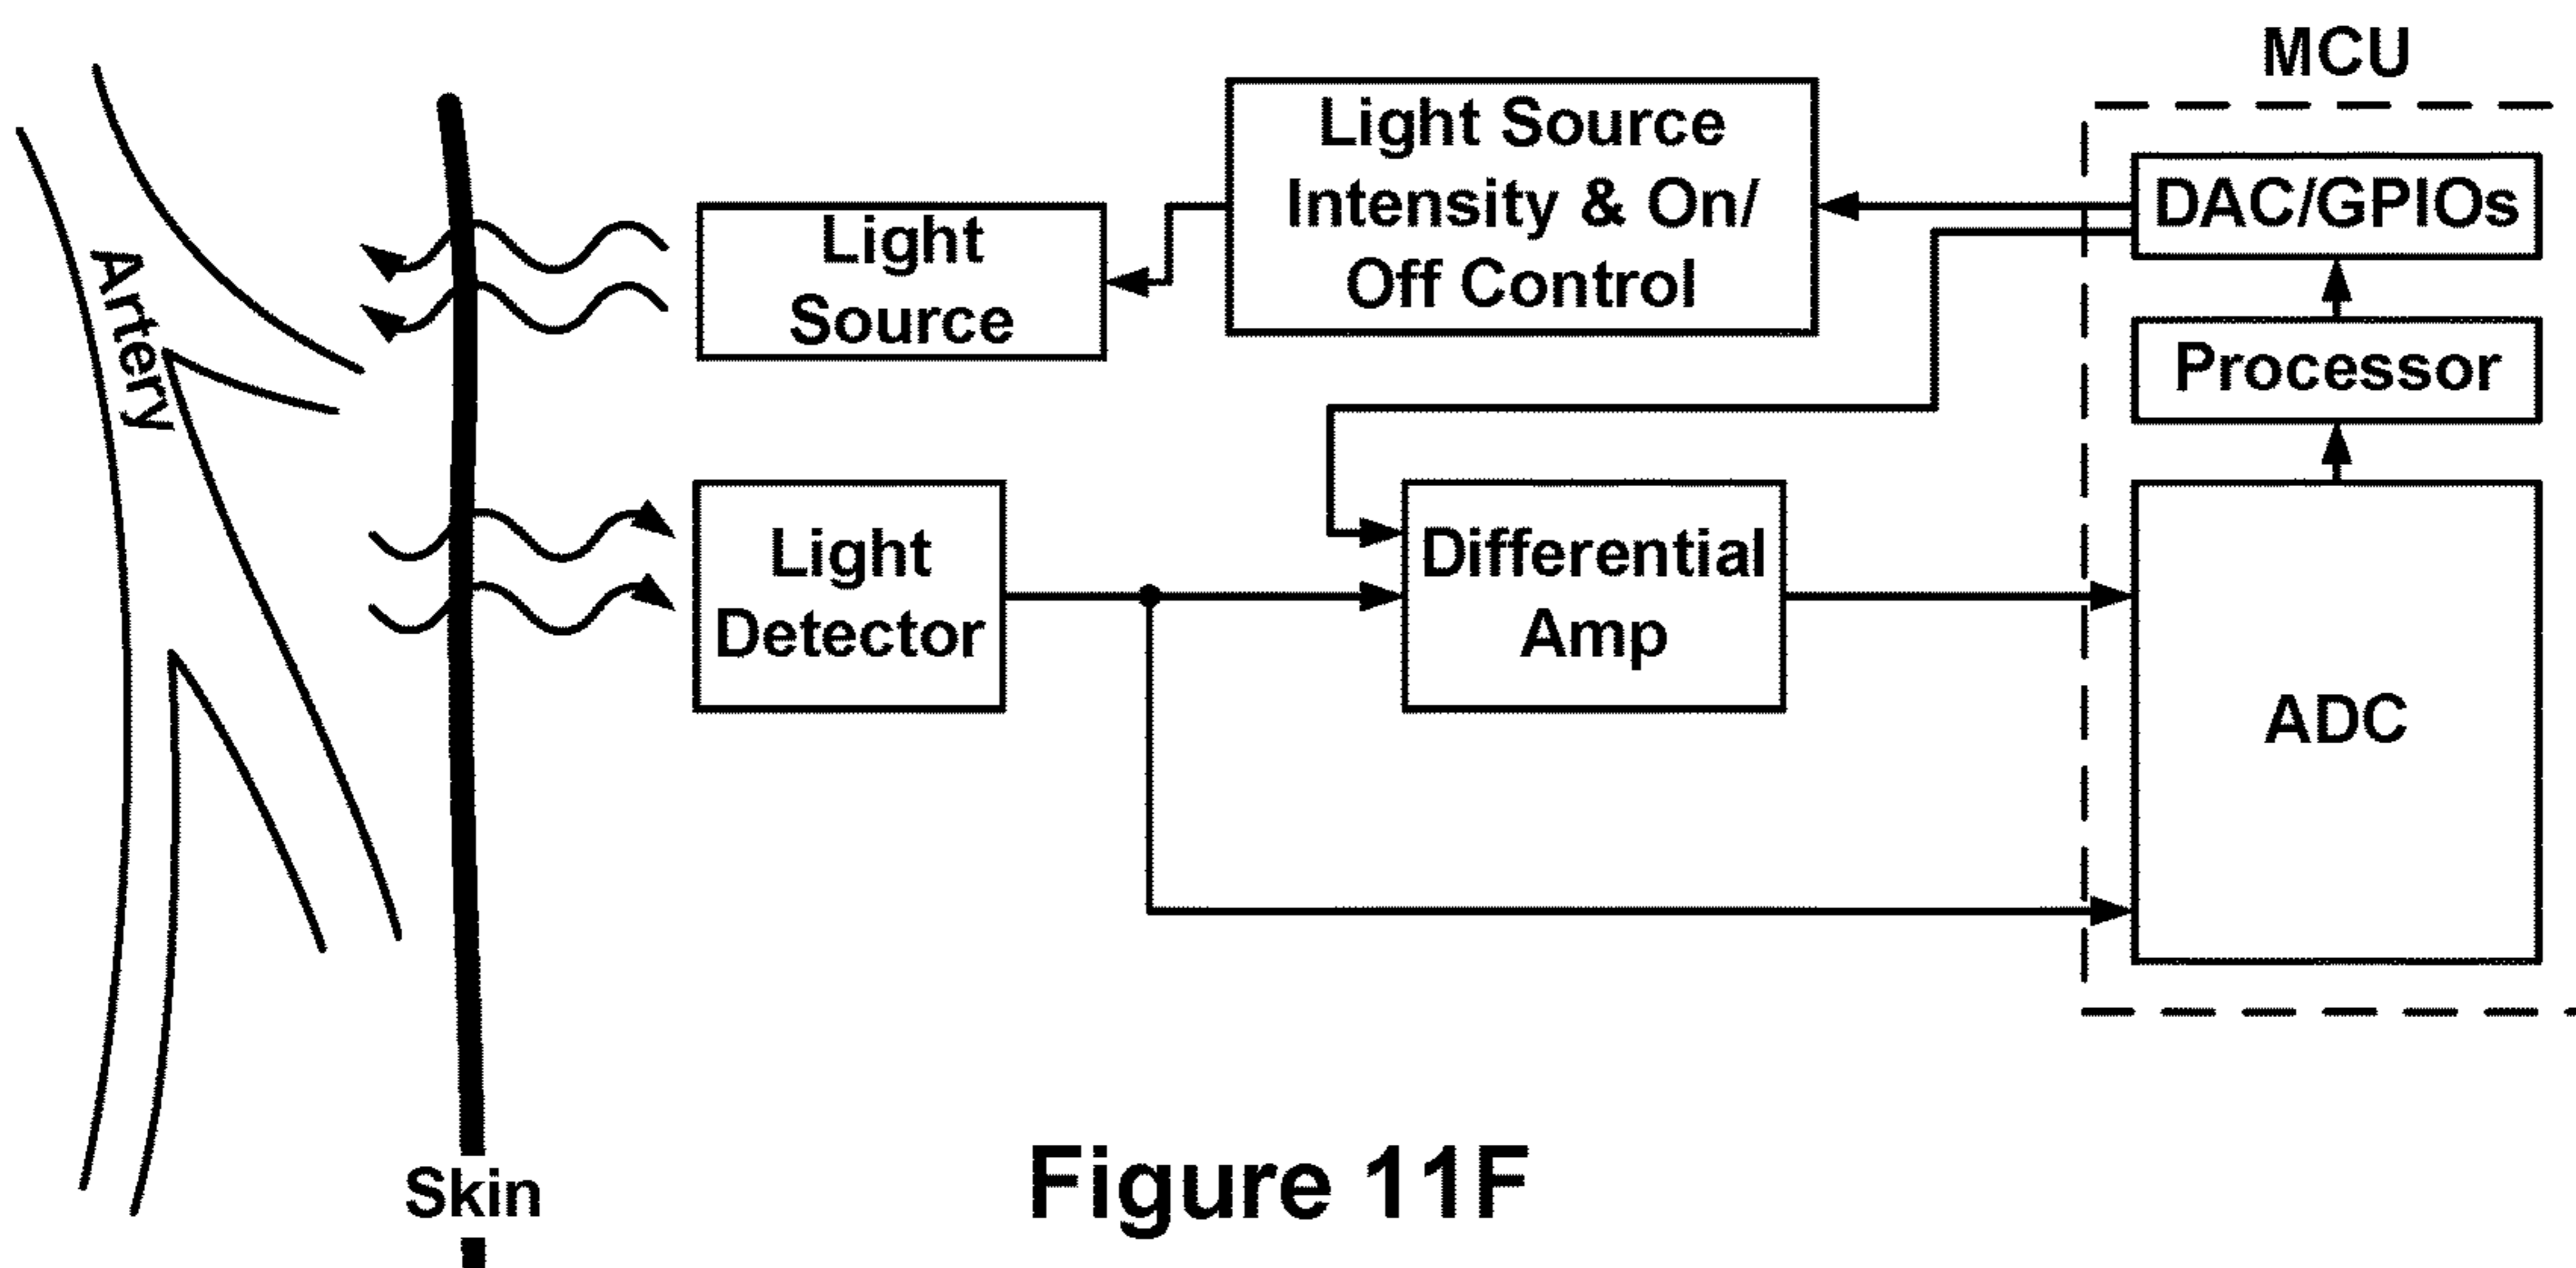 MCU
Light Source
Intensity & On/
Off Control
DAC/GPIOs
Light
Source
Artery
Processor
Light
Detector
Differential
Amp
ADC
Skin
Figure 11F